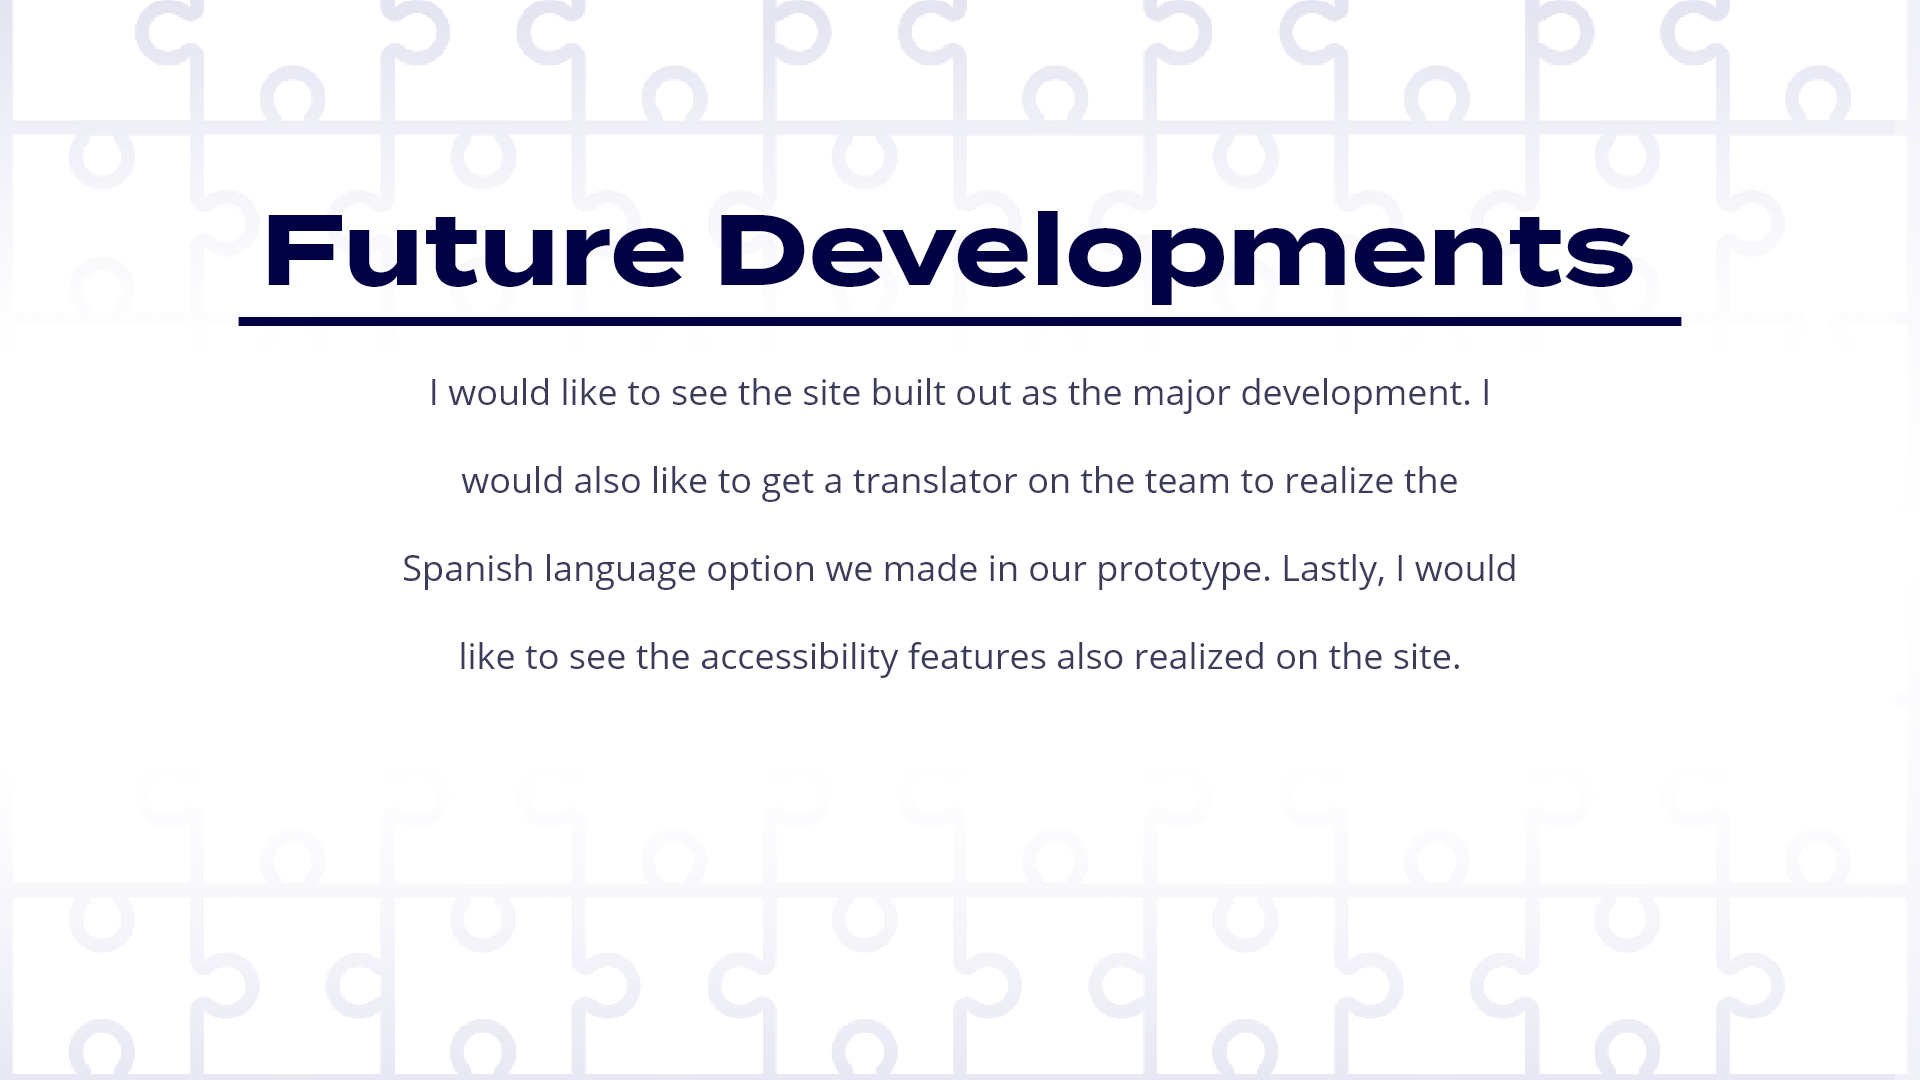 Future Developments
I would like to see the site built out as the major development. I
would also like to get a translator on the team to realize the
Spanish language option we made in our prototype. Lastly, I would
like to see the accessibility features also realized on the site.